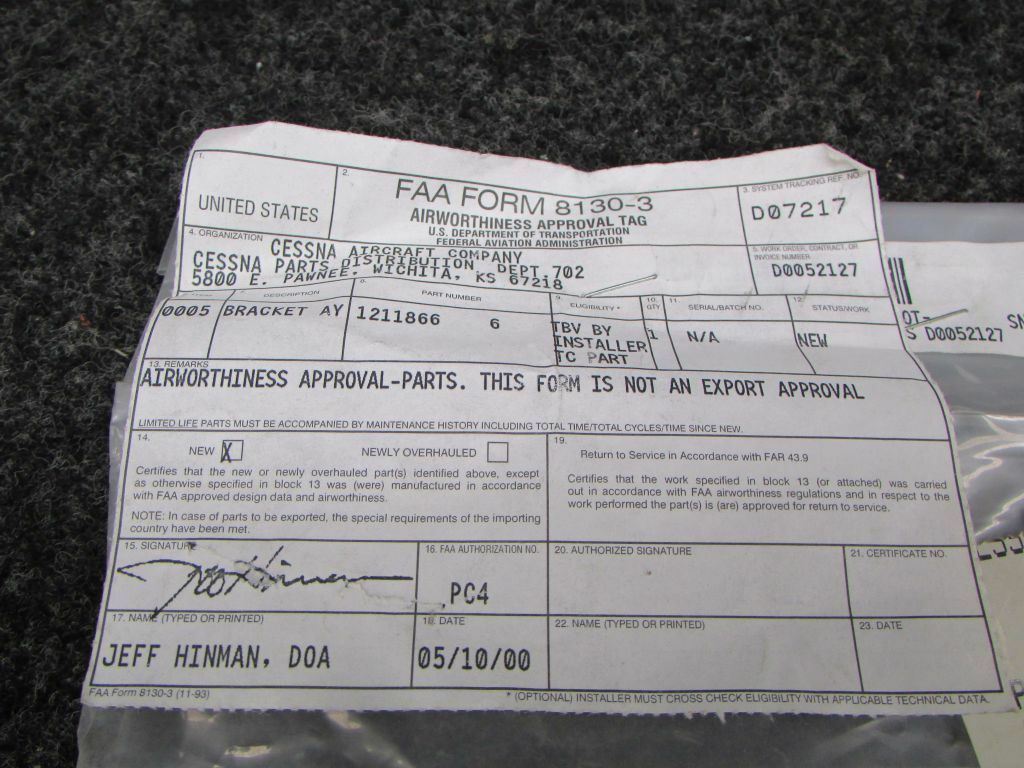 1.
UNITED STATES
2.
FAA FORM 8130-3
AIRWORTHINESS APPROVAL TAG
U.S. DEPARTMENT OF TRANSPORTATION
FEDERAL AVIATION ADMINISTRATION
3. SYSTEM TRACKING REF. NO.
D07217
4. ORGANIZATION
CESSNA AIRCRAFT COMPANY
CESSNA PARTS DISTRIBUTION, DEPT 702
5800 E. PAWNEE, WICHITA, KS 67218
5. WORK ORDER, CONTRACT, OR
INVOICE NUMBER
D0052127
DESCRIPTION
PART NUMBER
9. ELIGIBILITY *
10. QTY
11. SERIAL/BATCH NO.
12. STATUS/WORK
0005
BRACKET AY
1211866 6
TBV BY
INSTALLER
TC PART
1
N/A
NEW
13. REMARKS
AIRWORTHINESS APPROVAL-PARTS. THIS FORM IS NOT AN EXPORT APPROVAL
LIMITED LIFE PARTS MUST BE ACCOMPANIED BY MAINTENANCE HISTORY INCLUDING TOTAL TIME/TOTAL CYCLES/TIME SINCE NEW.
14.
NEW X NEWLY OVERHAULED
Certifies that the new or newly overhauled part(s) identified above, except
as otherwise specified in block 13 was (were) manufactured in accordance
with FAA approved design data and airworthiness.
NOTE: In case of parts to be exported, the special requirements of the importing
country have been met.
19.
Return to Service in Accordance with FAR 43.9
Certifies that the work specified in block 13 (or attached) was carried
out in accordance with FAA airworthiness regulations and in respect to the
work performed the part(s) is (are) approved for return to service.
15. SIGNATURE
Jeff Hinman
16. FAA AUTHORIZATION NO.
PC4
20. AUTHORIZED SIGNATURE
21. CERTIFICATE NO.
17. NAME (TYPED OR PRINTED)
JEFF HINMAN, DOA
18. DATE
05/10/00
22. NAME (TYPED OR PRINTED)
23. DATE
FAA Form 8130-3 (11-93)
* (OPTIONAL) INSTALLER MUST CROSS CHECK ELIGIBILITY WITH APPLICABLE TECHNICAL DATA.
OT-
S D0052127